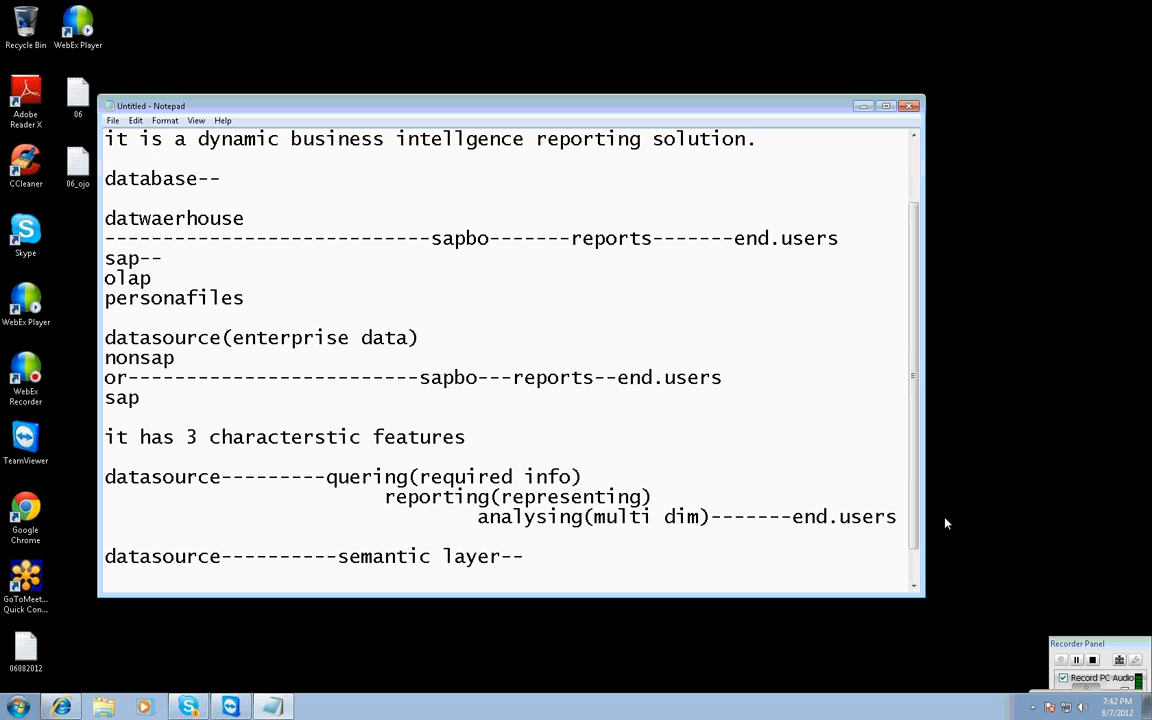 Recycle Bin
WebEx Player
Adobe
Reader X
06
CCleaner
06_ojo
Skype
WebEx Player
WebEx
Recorder
TeamViewer
Google
Chrome
GoToMeet...
Quick Con...
06082012
Untitled - Notepad
File Edit Format View Help
it is a dynamic business intellgence reporting solution.
database--
datwaerhouse
----------------------------sapbo-------reports-------end.users
sap--
olap
personafiles
datasource(enterprise data)
nonsap
or-------------------------sapbo---reports--end.users
sap
it has 3 characterstic features
datasource---------quering(required info)
reporting(representing)
analysing(multi dim)-------end.users
datasource----------semantic layer--
Recorder Panel
Record PC Audio
7:42 PM
8/7/2012